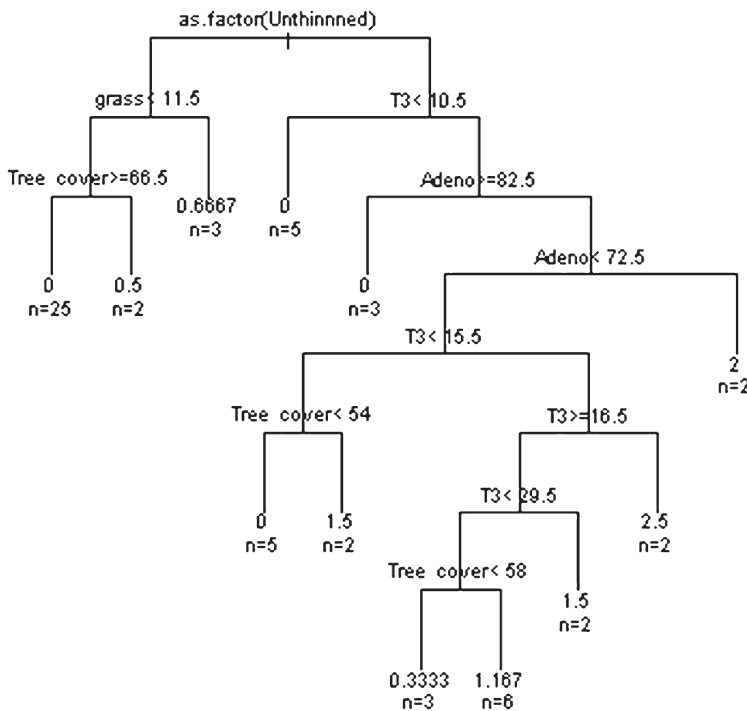 as.factor(Unthinnned)
grass< 11.5
T3< 10.5
Tree cover>=66.5
0.6667
n=3
0
n=5
Adeno>=82.5
0
n=25
0.5
n=2
0
n=3
Adeno< 72.5
T3< 15.5
2
n=2
Tree cover< 54
T3>=16.5
0
n=5
1.5
n=2
T3< 29.5
2.5
n=2
Tree cover< 58
1.5
n=2
0.3333
n=3
1.167
n=6